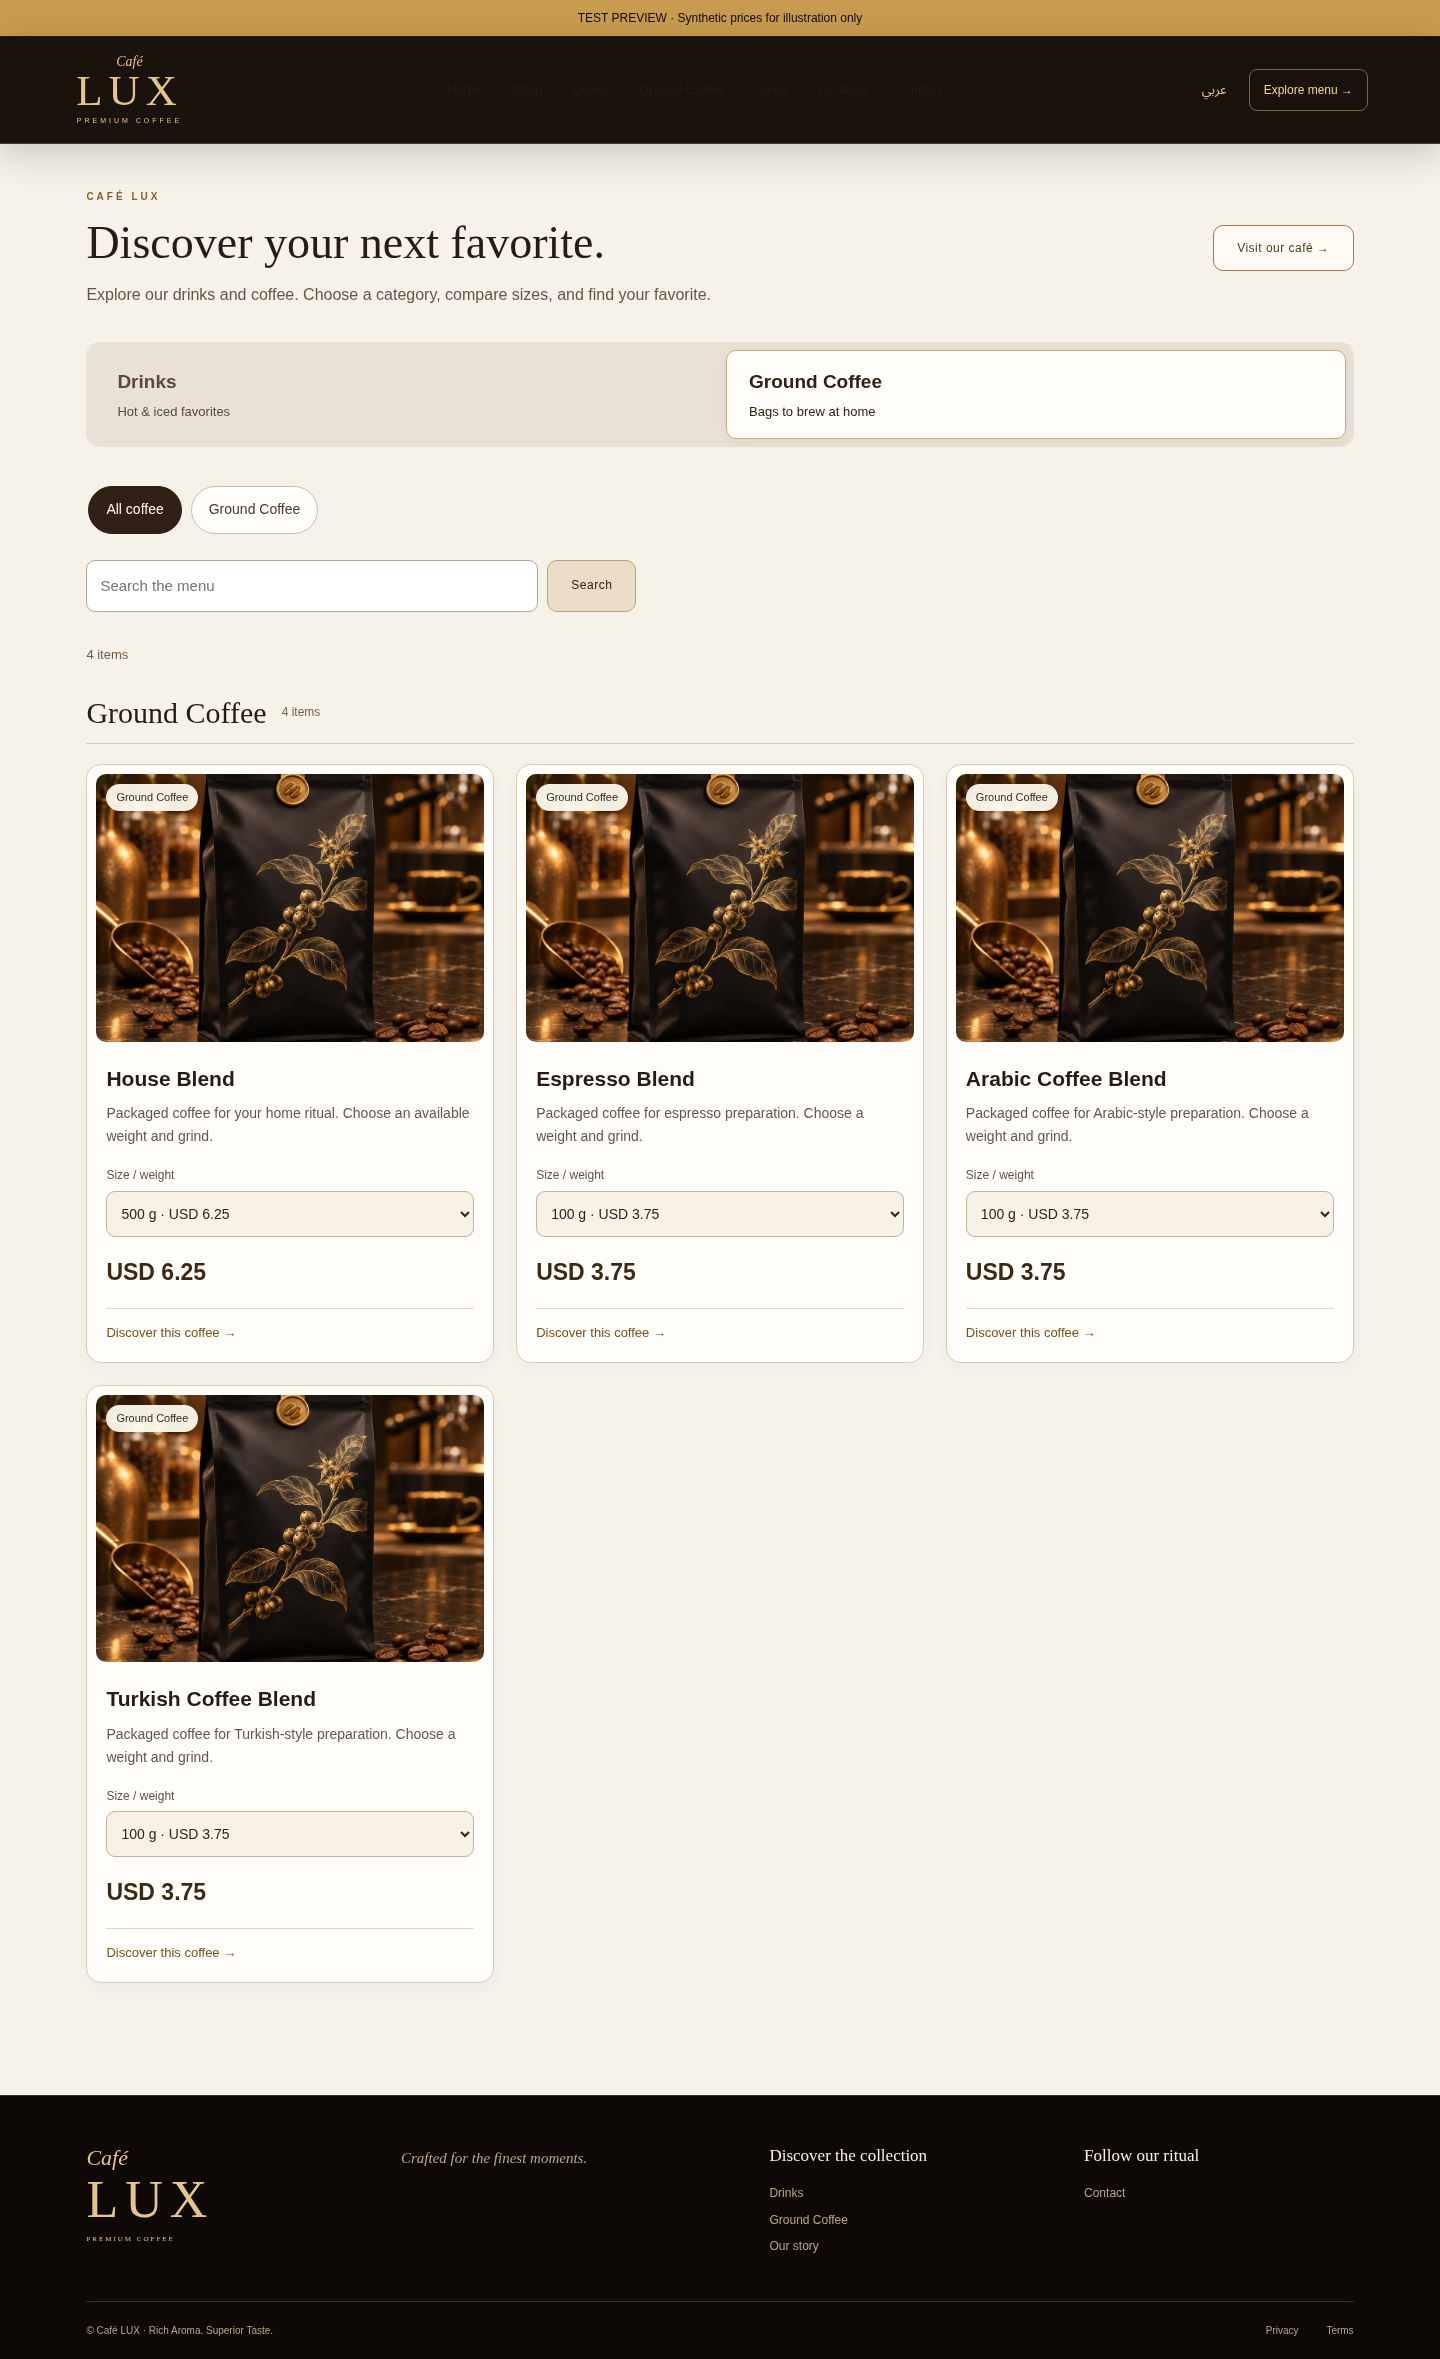 TEST PREVIEW · Synthetic prices for illustration only
Café
LUX
PREMIUM COFFEE
Home Shop Drinks Ground Coffee About Location Contact
عربي
Explore menu →
CAFÉ LUX
Discover your next favorite.
Visit our café →
Explore our drinks and coffee. Choose a category, compare sizes, and find your favorite.
Drinks
Hot & iced favorites
Ground Coffee
Bags to brew at home
All coffee
Ground Coffee
Search the menu
Search
4 items
Ground Coffee
4 items
Ground Coffee
House Blend
Packaged coffee for your home ritual. Choose an available
weight and grind.
Size / weight
500 g · USD 6.25
USD 6.25
Discover this coffee →
Ground Coffee
Espresso Blend
Packaged coffee for espresso preparation. Choose a
weight and grind.
Size / weight
100 g · USD 3.75
USD 3.75
Discover this coffee →
Ground Coffee
Arabic Coffee Blend
Packaged coffee for Arabic-style preparation. Choose a
weight and grind.
Size / weight
100 g · USD 3.75
USD 3.75
Discover this coffee →
Ground Coffee
Turkish Coffee Blend
Packaged coffee for Turkish-style preparation. Choose a
weight and grind.
Size / weight
100 g · USD 3.75
USD 3.75
Discover this coffee →
Café
LUX
PREMIUM COFFEE
Crafted for the finest moments.
Discover the collection
Drinks
Ground Coffee
Our story
Follow our ritual
Contact
© Café LUX · Rich Aroma. Superior Taste.
Privacy
Terms